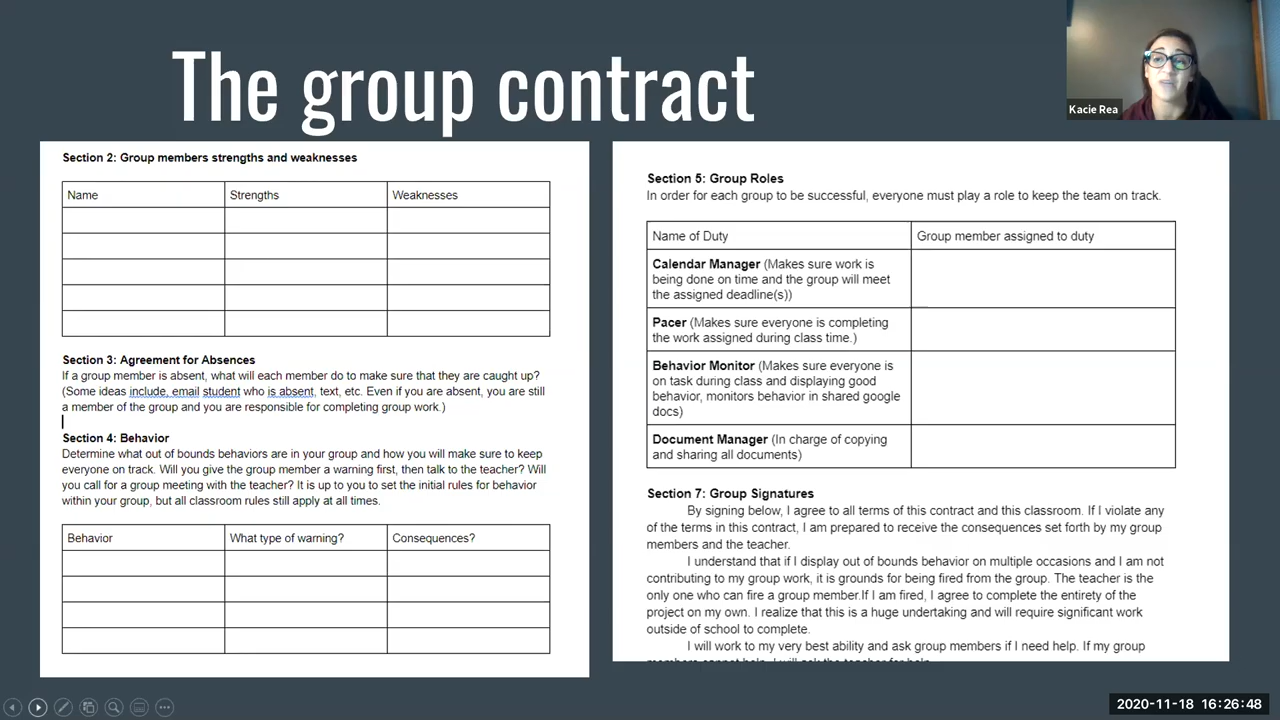 The group contract
Kacie Rea
Section 2: Group members strengths and weaknesses
Name Strengths Weaknesses
Section 3: Agreement for Absences
If a group member is absent, what will each member do to make sure that they are caught up?
(Some ideas include, email student who is absent, text, etc. Even if you are absent, you are still
a member of the group and you are responsible for completing group work.)
Section 4: Behavior
Determine what out of bounds behaviors are in your group and how you will make sure to keep
everyone on track. Will you give the group member a warning first, then talk to the teacher? Will
you call for a group meeting with the teacher? It is up to you to set the initial rules for behavior
within your group, but all classroom rules still apply at all times.
Behavior What type of warning? Consequences?
Section 5: Group Roles
In order for each group to be successful, everyone must play a role to keep the team on track.
Name of Duty Group member assigned to duty
Calendar Manager (Makes sure work is
being done on time and the group will meet
the assigned deadline(s))
Pacer (Makes sure everyone is completing
the work assigned during class time.)
Behavior Monitor (Makes sure everyone is
on task during class and displaying good
behavior, monitors behavior in shared google
docs)
Document Manager (In charge of copying
and sharing all documents)
Section 7: Group Signatures
By signing below, I agree to all terms of this contract and this classroom. If I violate any
of the terms in this contract, I am prepared to receive the consequences set forth by my group
members and the teacher.
I understand that if I display out of bounds behavior on multiple occasions and I am not
contributing to my group work, it is grounds for being fired from the group. The teacher is the
only one who can fire a group member.If I am fired, I agree to complete the entirety of the
project on my own. I realize that this is a huge undertaking and will require significant work
outside of school to complete.
I will work to my very best ability and ask group members if I need help. If my group
members cannot help, I will ask the teacher for help.
2020-11-18 16:26:48